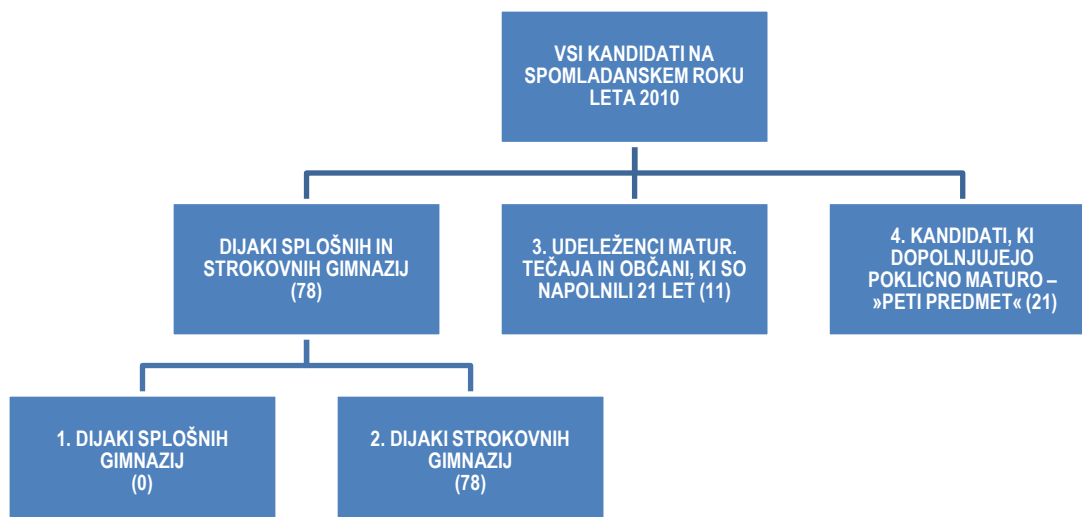 VSI KANDIDATI NA
SPOMLADANSKEM ROKU
LETA 2010
DIJAKI SPLOŠNIH IN
STROKOVNIH GIMNAZIJ
(78)
3. UDELEŽENCI MATUR.
TEČAJA IN OBČANI, KI SO
NAPOLNILI 21 LET (11)
4. KANDIDATI, KI
DOPOLNJUJEJO
POKLICNO MATURO –
»PETI PREDMET« (21)
1. DIJAKI SPLOŠNIH
GIMNAZIJ
(0)
2. DIJAKI STROKOVNIH
GIMNAZIJ
(78)